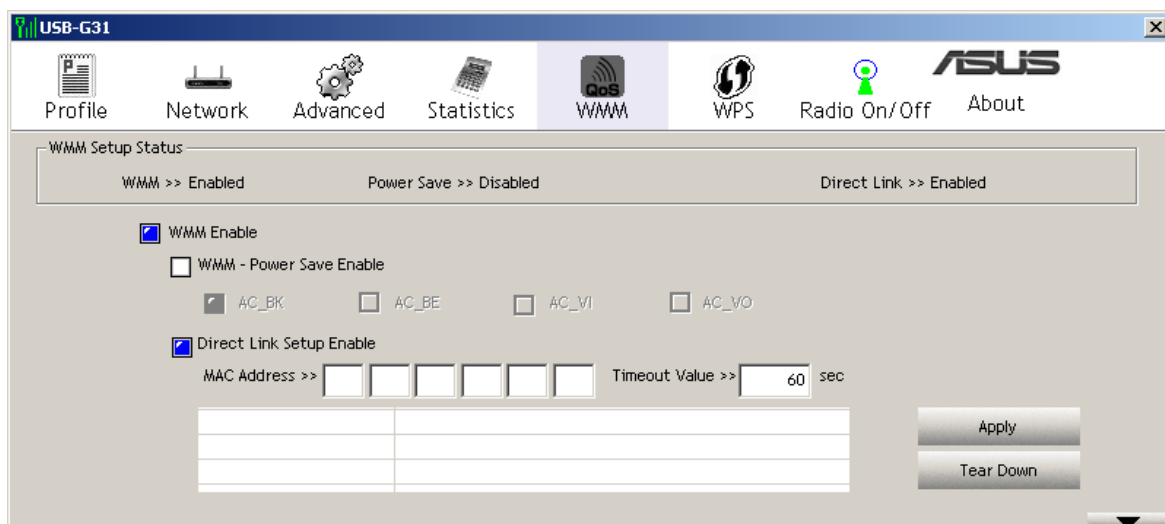 USB-G31
Profile Network Advanced Statistics QoS WMM WPS Radio On/Off ASUS About
WMM Setup Status
WMM >> Enabled Power Save >> Disabled Direct Link >> Enabled
WMM Enable
WMM - Power Save Enable
AC_BK AC_BE AC_VI AC_VO
Direct Link Setup Enable
MAC Address >> Timeout Value >> 60 sec
Apply
Tear Down